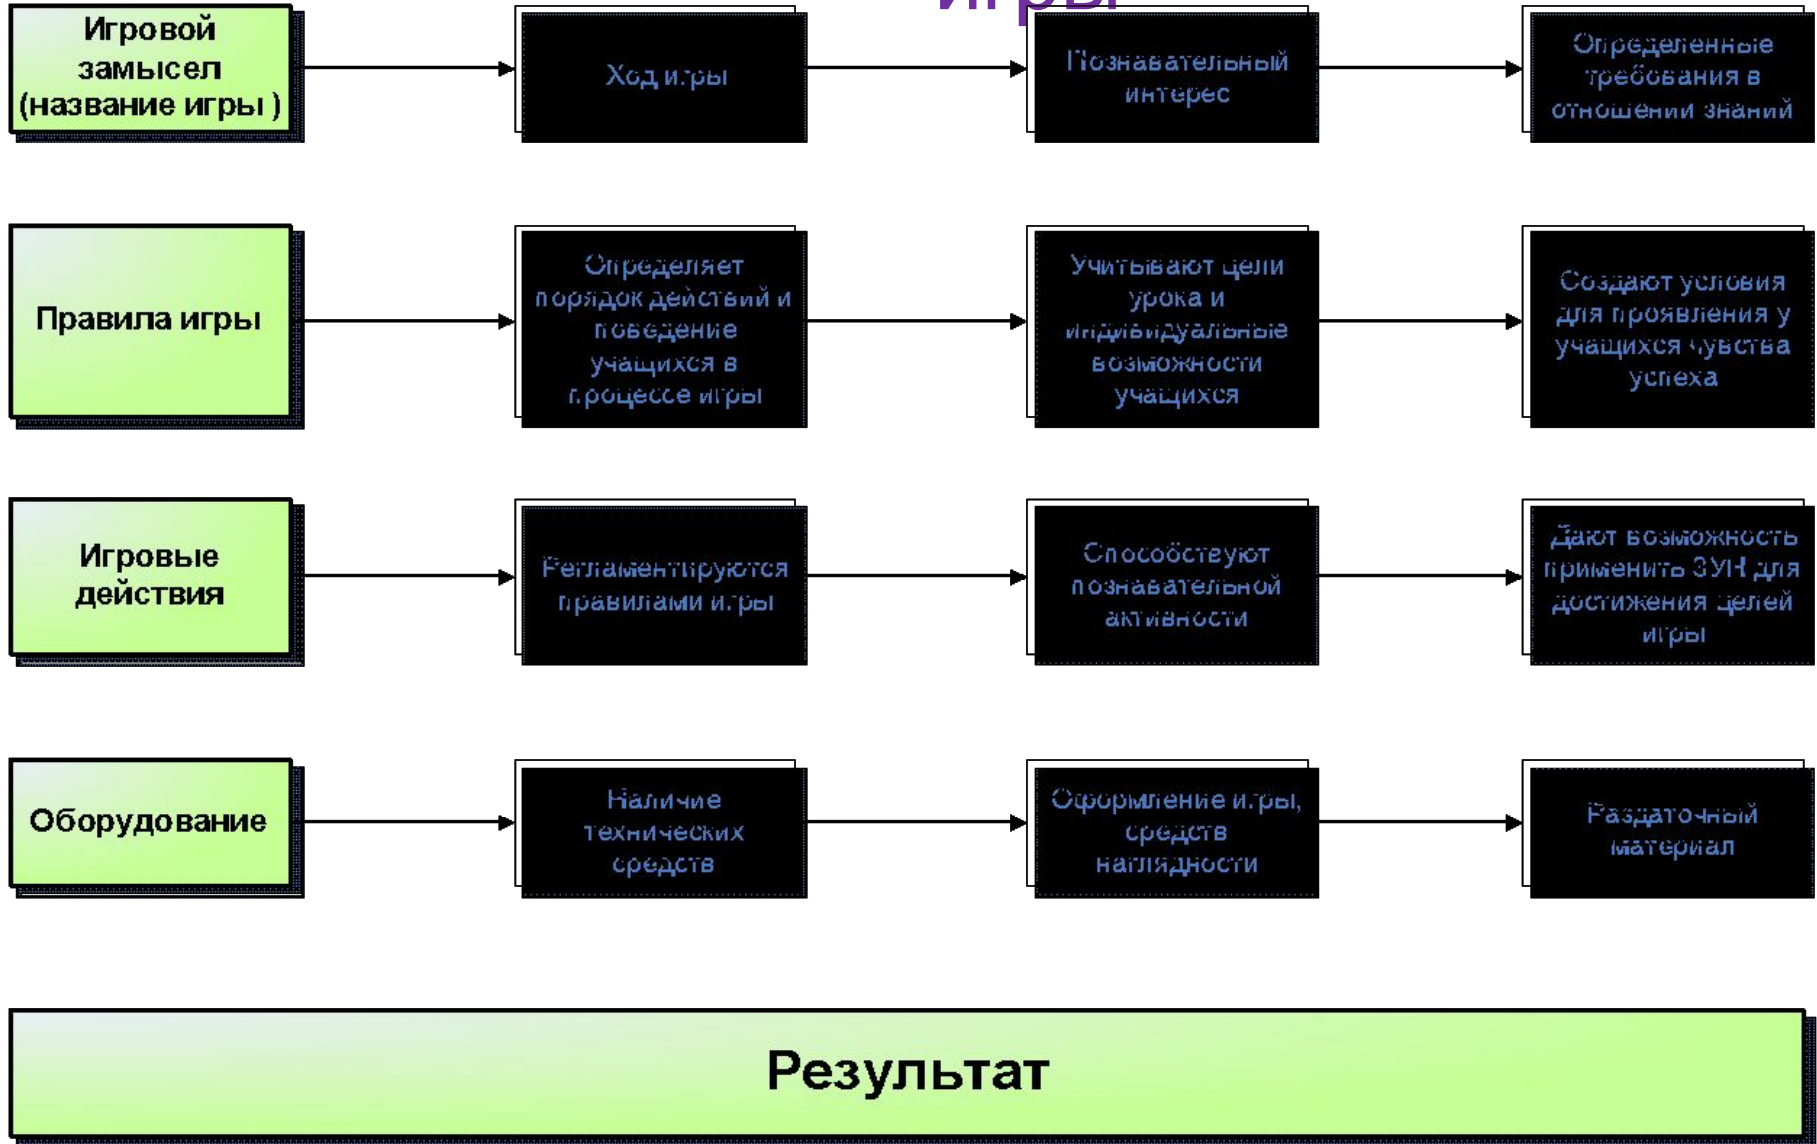 игры
Игровой
замысел
(название игры )
Ход игры
Познавательный
интерес
Определенные
требования в
отношении знаний
Правила игры
Определяет
порядок действий и
поведение
учащихся в
процессе игры
Учитывают цели
урока и
индивидуальные
возможности
учащихся
Создают условия
для проявления у
учащихся чувства
успеха
Игровые
действия
Регламентируются
правилами игры
Способствуют
познавательной
активности
Дают возможность
применить ЗУН для
достижения целей
игры
Оборудование
Наличие
технических
средств
Оформление игры,
средств
наглядности
Раздаточный
материал
Результат